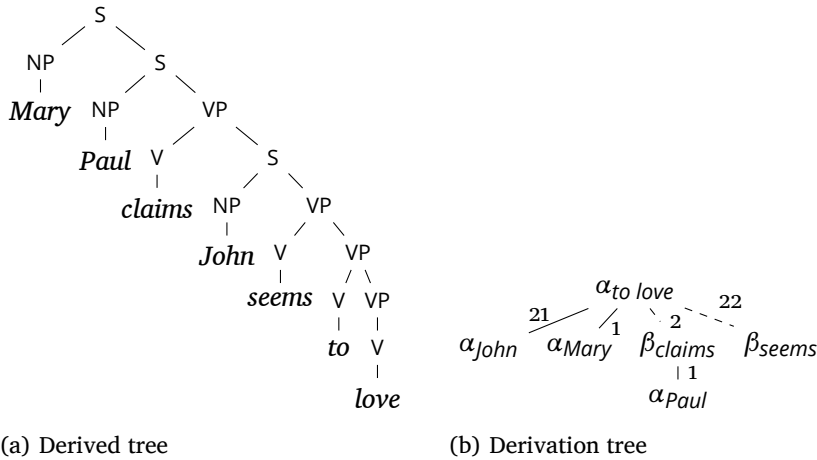 S
NP S
Mary NP VP
Paul V S
claims NP VP
John V VP
seems V VP
to V
love
α to love
21 1 2 22
α John α Mary β claims β seems
1
α Paul
(a) Derived tree
(b) Derivation tree